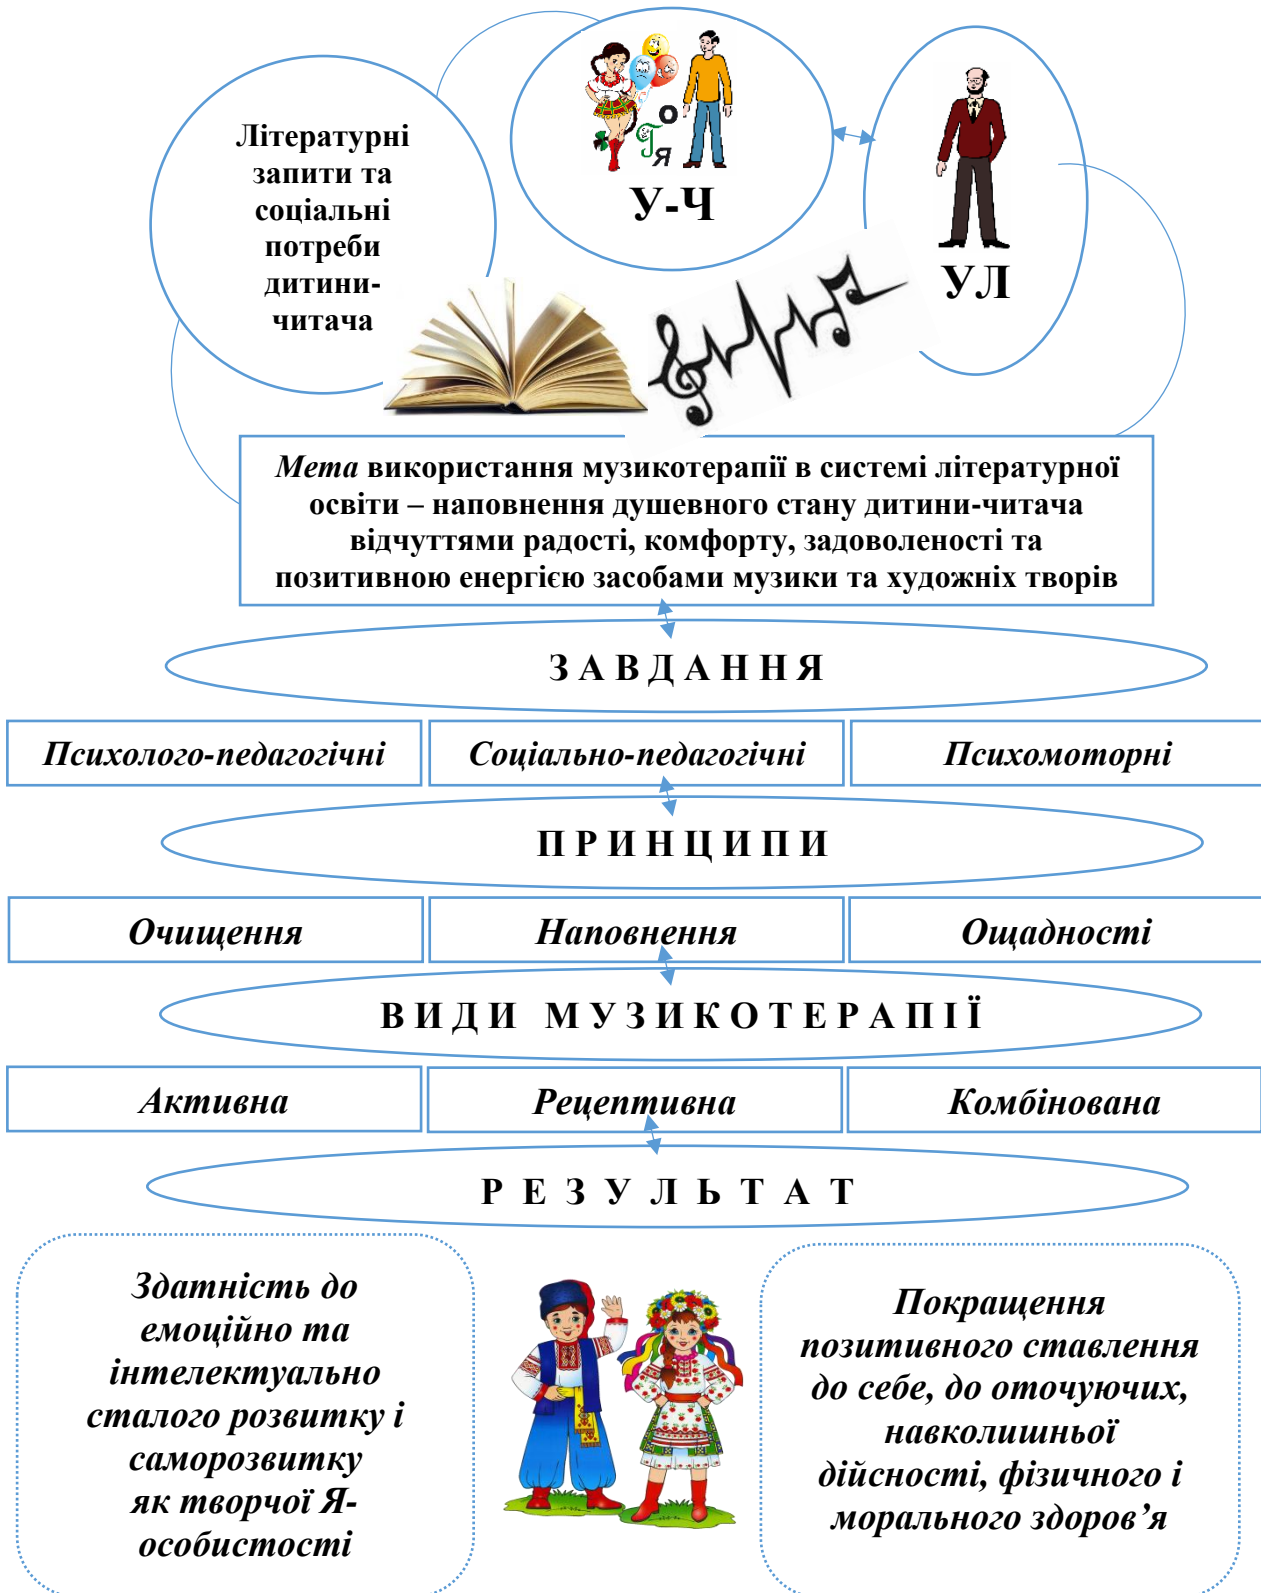 Літературні
запити та
соціальні
потреби
дитини-
читача
О
Я
У-Ч
УЛ
Мета використання музикотерапії в системі літературної
освіти – наповнення душевного стану дитини-читача
відчуттями радості, комфорту, задоволеності та
позитивною енергією засобами музики та художніх творів
З А В Д А Н Н Я
Психолого-педагогічні
Соціально-педагогічні
Психомоторні
П Р И Н Ц И П И
Очищення
Наповнення
Ощадності
В И Д И М У З И К О Т Е Р А П І Ї
Активна
Рецептивна
Комбінована
Р Е З У Л Ь Т А Т
Здатність до
емоційно та
інтелектуально
сталого розвитку і
саморозвитку
як творчої Я-
особистості
Покращення
позитивного ставлення
до себе, до оточуючих,
навколишньої
дійсності, фізичного і
морального здоров’я